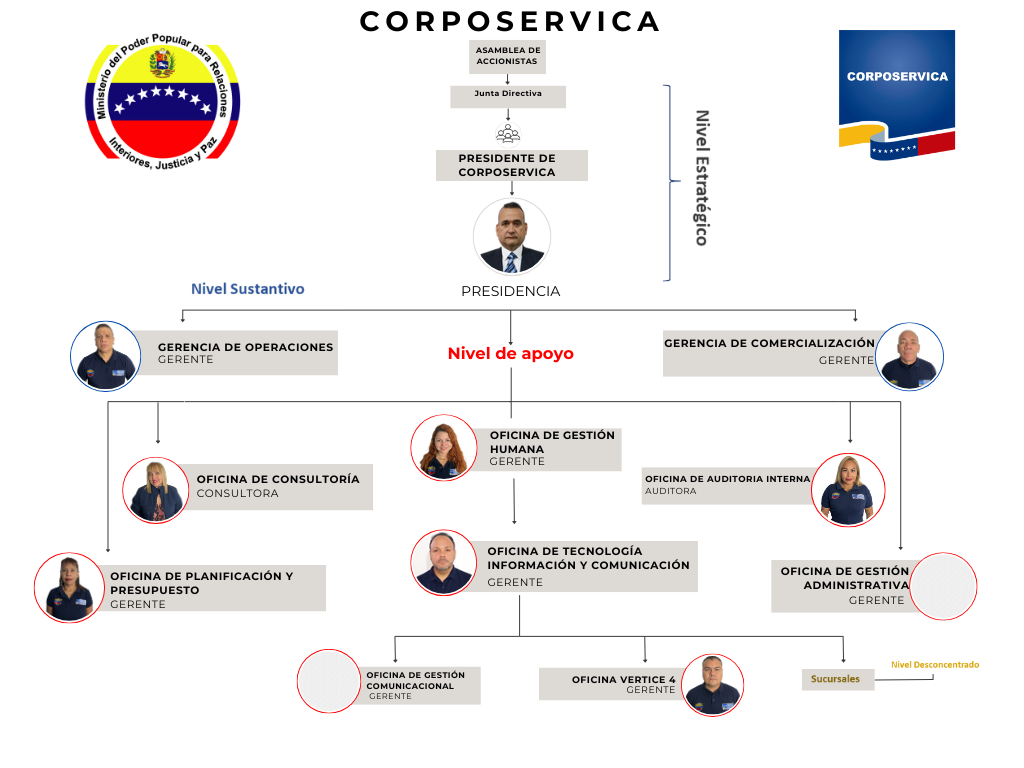 CORPOSERVICA
Ministerio del Poder Popular para Relaciones
Interiores, Justicia y Paz
ASAMBLEA DE
ACCIONISTAS
CORPOSERVICA
Junta Directiva
Nivel Estratégico
PRESIDENTE DE
CORPOSERVICA
PRESIDENCIA
Nivel Sustantivo
GERENCIA DE OPERACIONES
GERENTE
Nivel de apoyo
GERENCIA DE COMERCIALIZACIÓN
GERENTE
OFICINA DE GESTIÓN
HUMANA
GERENTE
OFICINA DE CONSULTORÍA
CONSULTORA
OFICINA DE AUDITORIA INTERNA
AUDITORA
OFICINA DE TECNOLOGÍA
INFORMACIÓN Y COMUNICACIÓN
GERENTE
OFICINA DE PLANIFICACIÓN Y
PRESUPUESTO
GERENTE
OFICINA DE GESTIÓN
ADMINISTRATIVA
GERENTE
OFICINA DE GESTIÓN
COMUNICACIONAL
GERENTE
OFICINA VERTICE 4
GERENTE
Sucursales
Nivel Desconcentrado